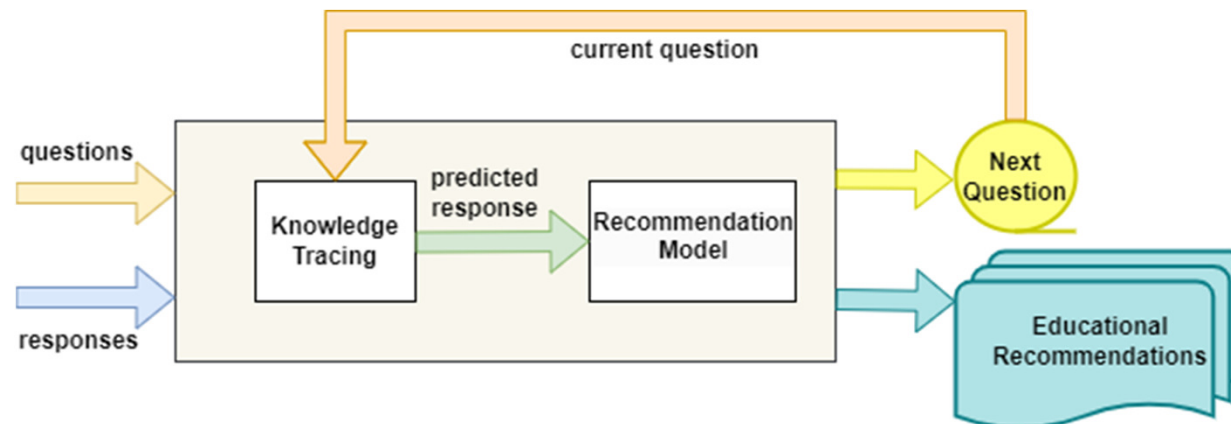 current question
questions
Next
Question
predicted
response
Knowledge
Tracing
Recommendation
Model
responses
Educational
Recommendations